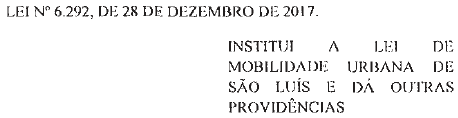 LEI Nº 6.292, DE 28 DE DEZEMBRO DE 2017.
INSTITUI A LEI DE
MOBILIDADE URBANA DE
SÃO LUÍS E DÁ OUTRAS
PROVIDÊNCIAS